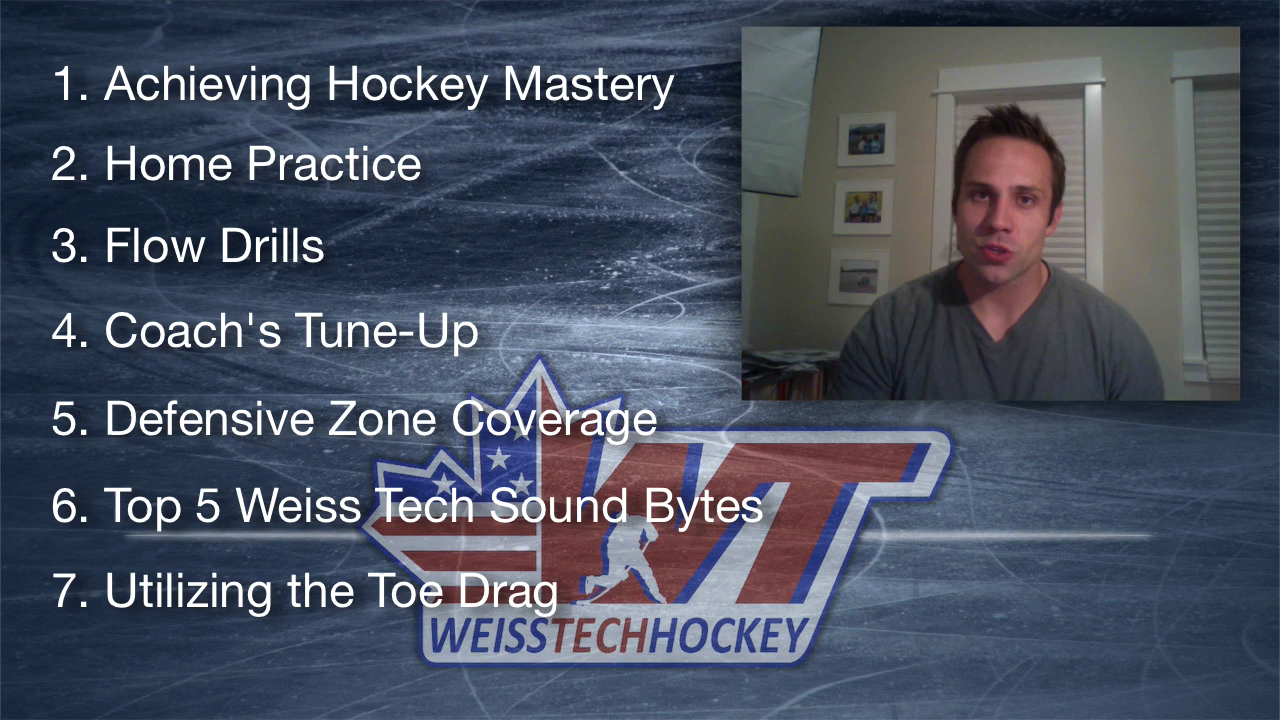 1. Achieving Hockey Mastery
2. Home Practice
3. Flow Drills
4. Coach's Tune-Up
5. Defensive Zone Coverage
6. Top 5 Weiss Tech Sound Bytes
7. Utilizing the Toe Drag
WT
WEISSTECHHOCKEY